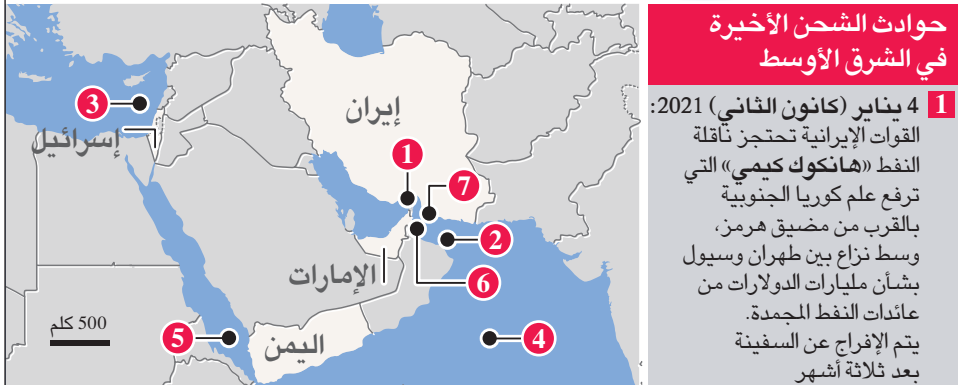 حوادث الشحن الأخيرة
في الشرق الأوسط
1 4 يناير (كانون الثاني) 2021:
القوات الإيرانية تحتجز ناقلة
النفط «هانكوك كيمي» التي
ترفع علم كوريا الجنوبية
بالقرب من مضيق هرمز،
وسط نزاع بين طهران وسيول
بشأن مليارات الدولارات من
عائدات النفط المجمدة.
يتم الإفراج عن السفينة
بعد ثلاثة أشهر
3
إيران
إسرائيل
1
7
2
الإمارات
6
500 كلم
5
اليمن
4